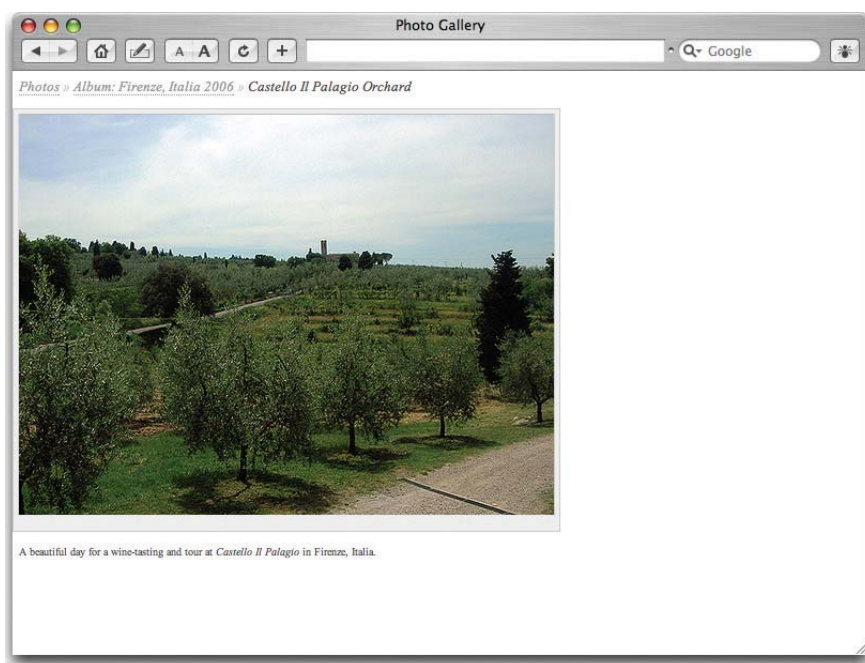 Photo Gallery
A A
Google
Photos » Album: Firenze, Italia 2006 » Castello Il Palagio Orchard
A beautiful day for a wine-tasting and tour at Castello Il Palagio in Firenze, Italia.